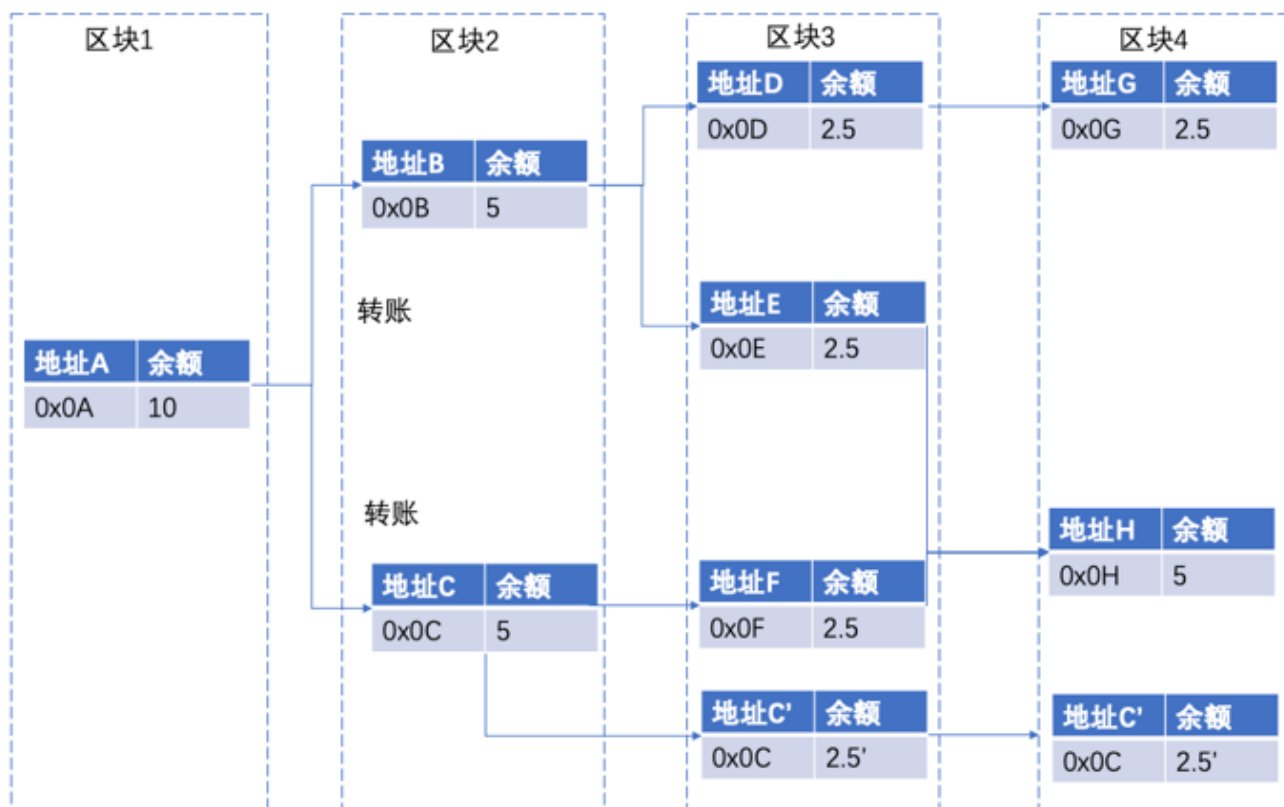 区块1
地址A 余额
0x0A 10
区块2
地址B 余额
0x0B 5
转账
转账
地址C 余额
0x0C 5
区块3
地址D 余额
0x0D 2.5
地址E 余额
0x0E 2.5
地址F 余额
0x0F 2.5
地址C’ 余额
0x0C 2.5'
区块4
地址G 余额
0x0G 2.5
地址H 余额
0x0H 5
地址C’ 余额
0x0C 2.5'